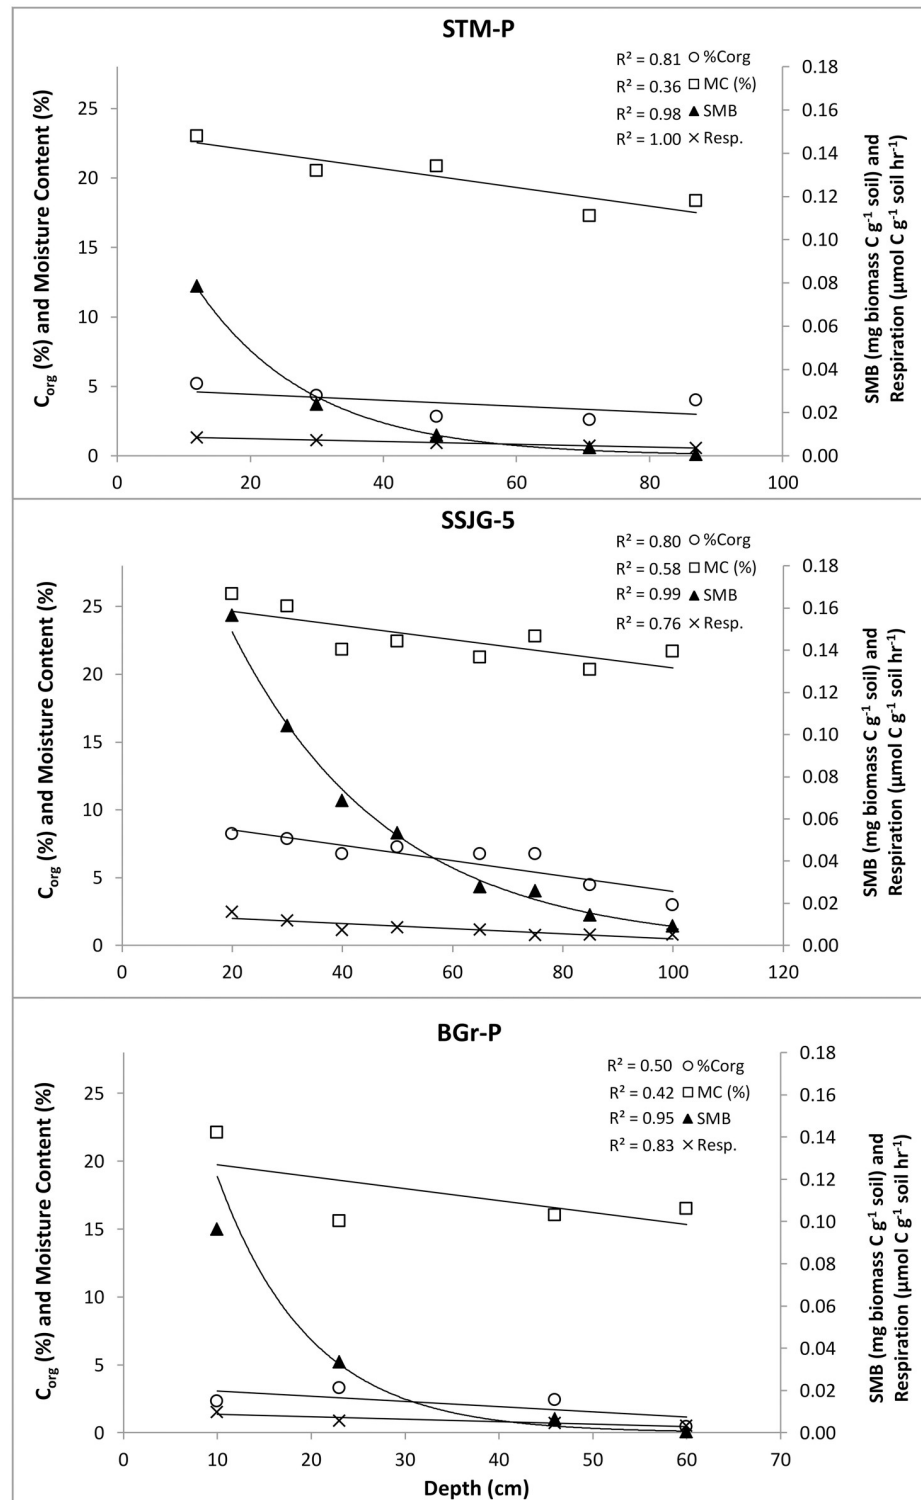 STM-P
R² = 0.81 %Corg
R² = 0.36 MC (%)
R² = 0.98 SMB
R² = 1.00 Resp.
Corg (%) and Moisture Content (%)
25
20
15
10
5
0
0 20 40 60 80 100
0.18
0.16
0.14
0.12
0.10
0.08
0.06
0.04
0.02
0.00
SMB (mg biomass C g⁻¹ soil) and
Respiration (µmol C g⁻¹ soil hr⁻¹)
SSJG-5
R² = 0.80 %Corg
R² = 0.58 MC (%)
R² = 0.99 SMB
R² = 0.76 Resp.
Corg (%) and Moisture Content (%)
25
20
15
10
5
0
0 20 40 60 80 100 120
0.18
0.16
0.14
0.12
0.10
0.08
0.06
0.04
0.02
0.00
SMB (mg biomass C g⁻¹ soil) and
Respiration (µmol C g⁻¹ soil hr⁻¹)
BGr-P
R² = 0.50 %Corg
R² = 0.42 MC (%)
R² = 0.95 SMB
R² = 0.83 Resp.
Corg (%) and Moisture Content (%)
25
20
15
10
5
0
0 10 20 30 40 50 60 70
Depth (cm)
0.18
0.16
0.14
0.12
0.10
0.08
0.06
0.04
0.02
0.00
SMB (mg biomass C g⁻¹ soil) and
Respiration (µmol C g⁻¹ soil hr⁻¹)